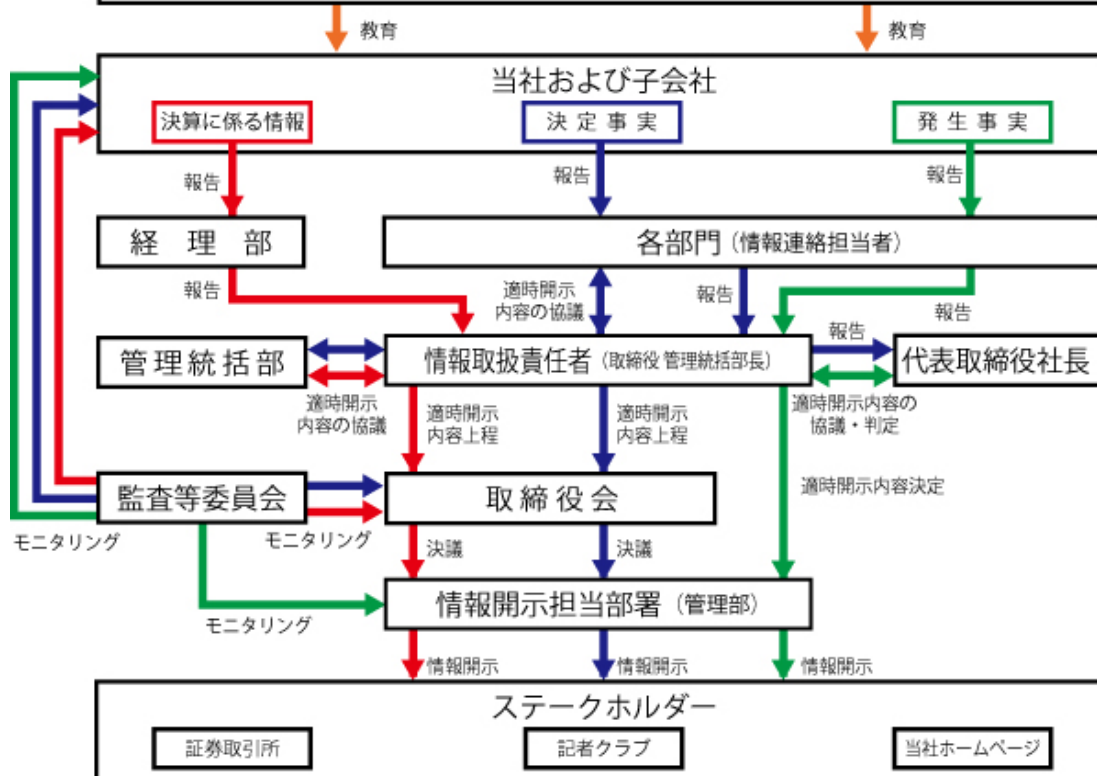 教育
教育
当社および子会社
決算に係る情報
決定事実
発生事実
報告
報告
報告
経理部
各部門(情報連絡担当者)
報告
適時開示
内容の協議
報告
報告
管理統括部
情報取扱責任者(取締役 管理統括部長)
報告
代表取締役社長
適時開示
内容の協議
適時開示
内容上程
適時開示
内容上程
適時開示内容の
協議・判定
監査等委員会
取締役会
適時開示内容決定
モニタリング
モニタリング
決議
決議
情報開示担当部署(管理部)
モニタリング
情報開示
情報開示
情報開示
ステークホルダー
証券取引所
記者クラブ
当社ホームページ